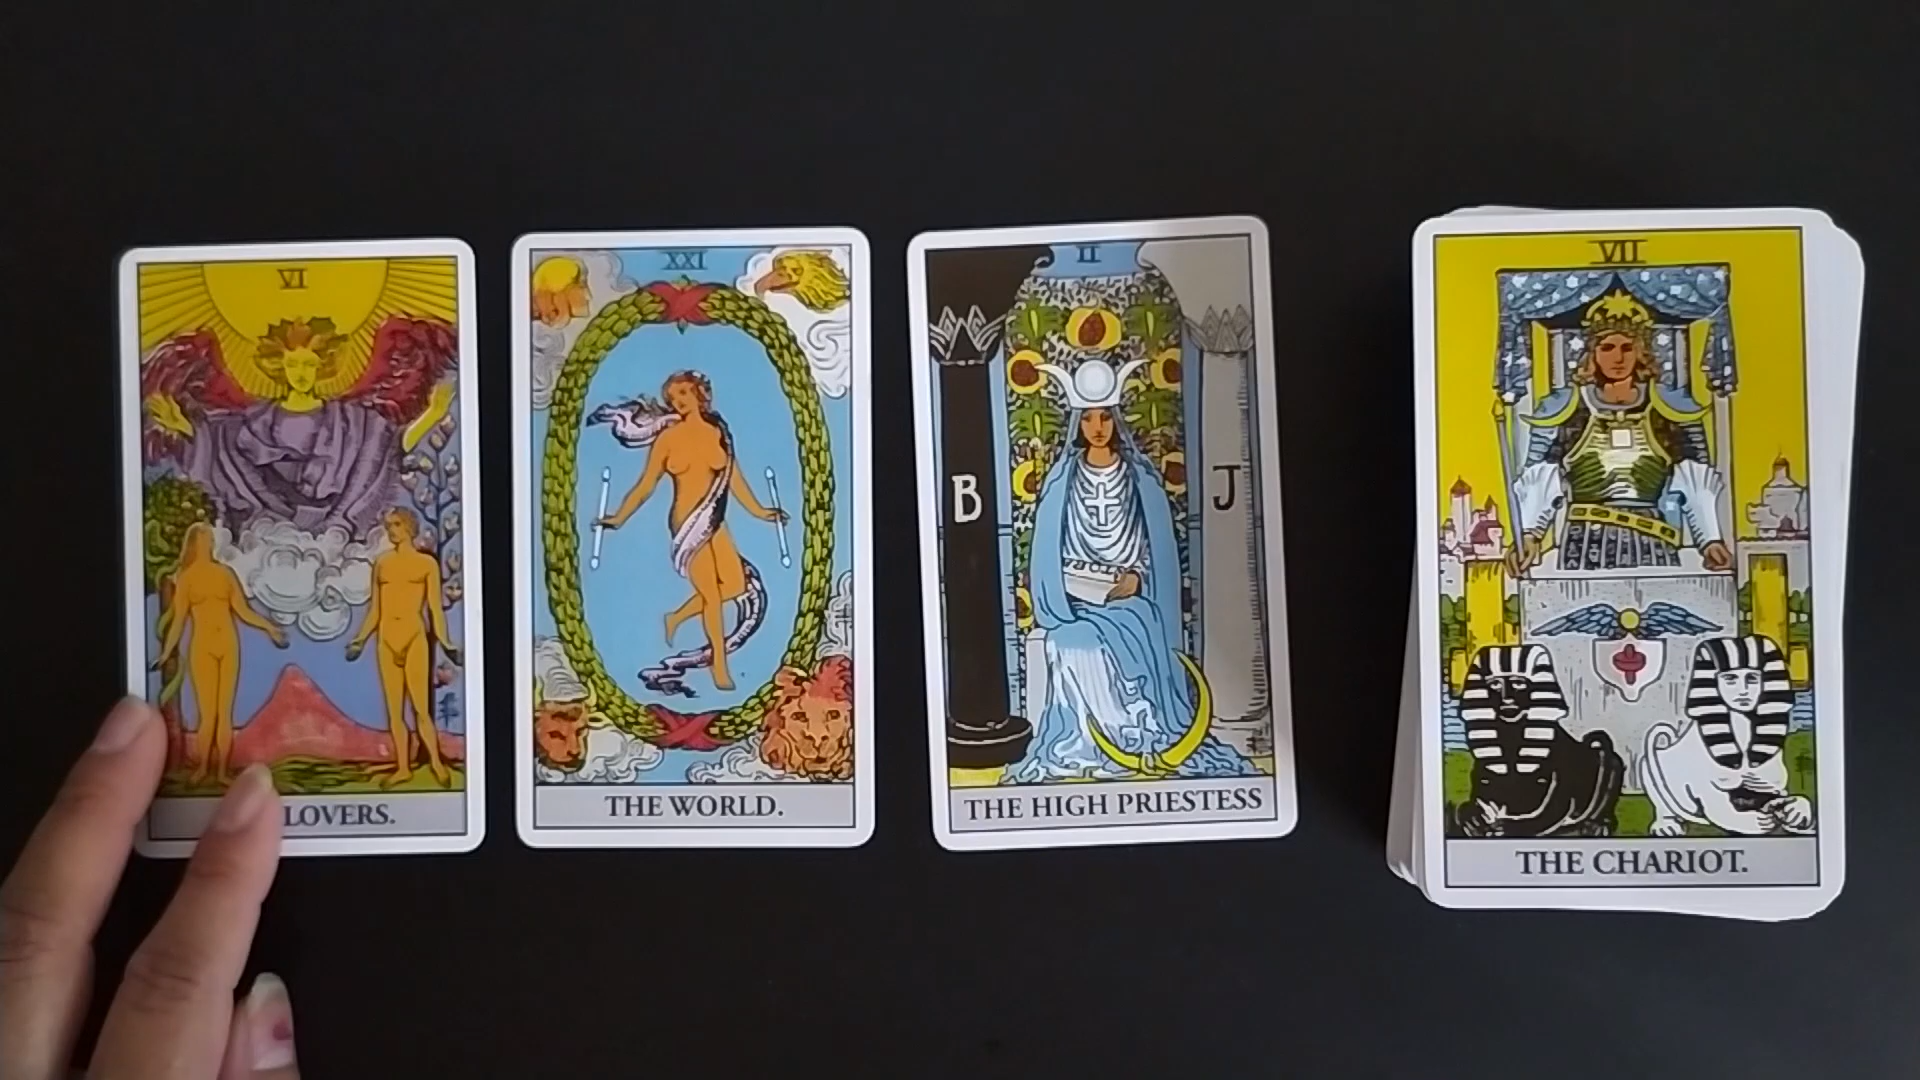 VI
LOVERS.
XXI
THE WORLD.
II
B
J
THE HIGH PRIESTESS
VII
THE CHARIOT.